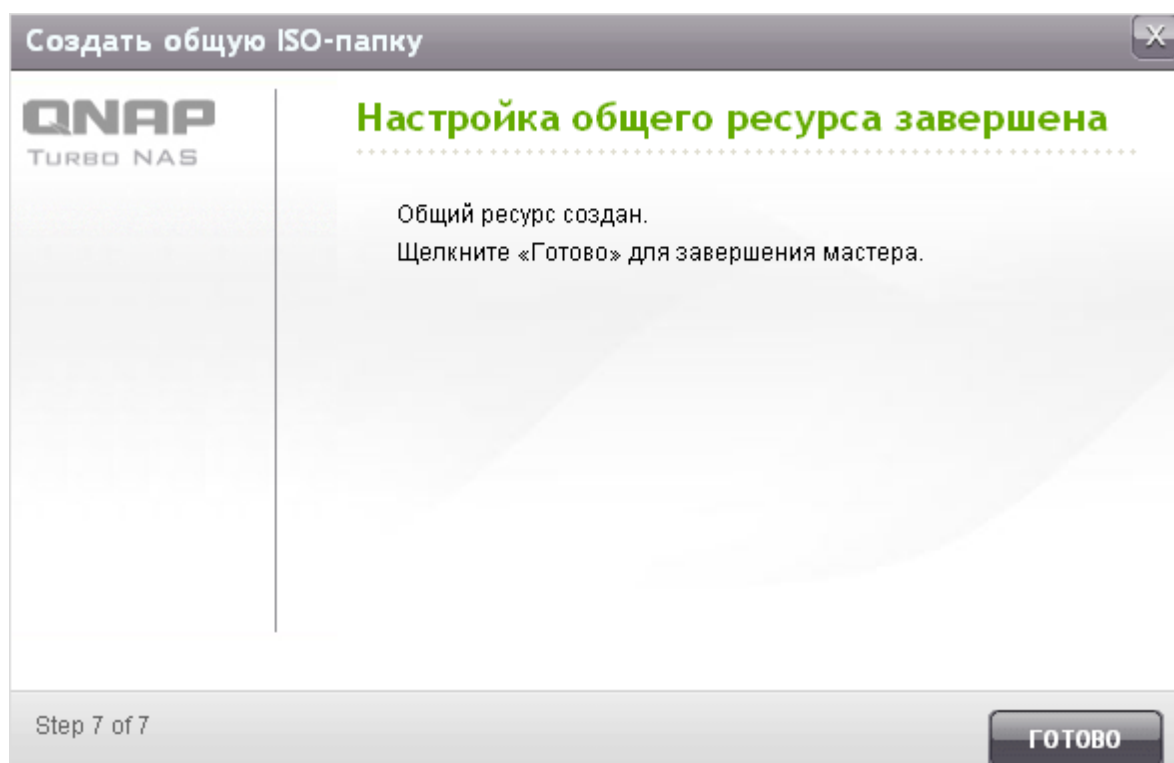 Создать общую ISO-папку
X
QNAP
TURBO NAS
Настройка общего ресурса завершена
Общий ресурс создан.
Щелкните «Готово» для завершения мастера.
Step 7 of 7
ГОТОВО